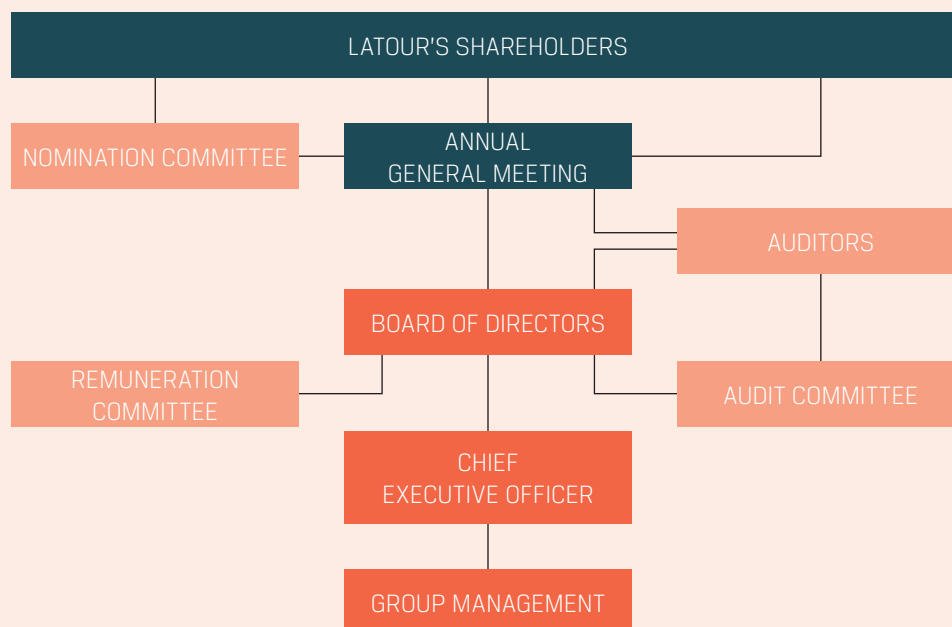 LATOUR'S SHAREHOLDERS
NOMINATION COMMITTEE
ANNUAL
GENERAL MEETING
AUDITORS
BOARD OF DIRECTORS
REMUNERATION
COMMITTEE
AUDIT COMMITTEE
CHIEF
EXECUTIVE OFFICER
GROUP MANAGEMENT